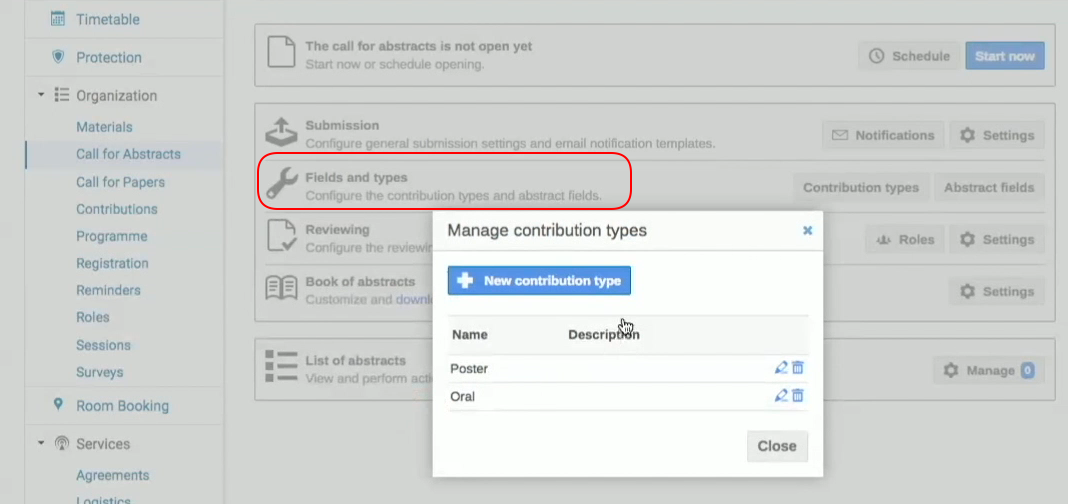 Timetable
Protection
Organization
Materials
Call for Abstracts
Call for Papers
Contributions
Programme
Registration
Reminders
Roles
Sessions
Surveys
Room Booking
Services
Agreements
Logistics
The call for abstracts is not open yet
Start now or schedule opening.
Schedule
Start now
Submission
Configure general submission settings and email notification templates.
Notifications
Settings
Fields and types
Configure the contribution types and abstract fields.
Contribution types
Abstract fields
Reviewing
Configure the reviewin
Roles
Settings
Book of abstracts
Customize and downl
Settings
List of abstracts
View and perform acti
Manage 0
Manage contribution types
×
New contribution type
Name Description
Poster
Oral
Close